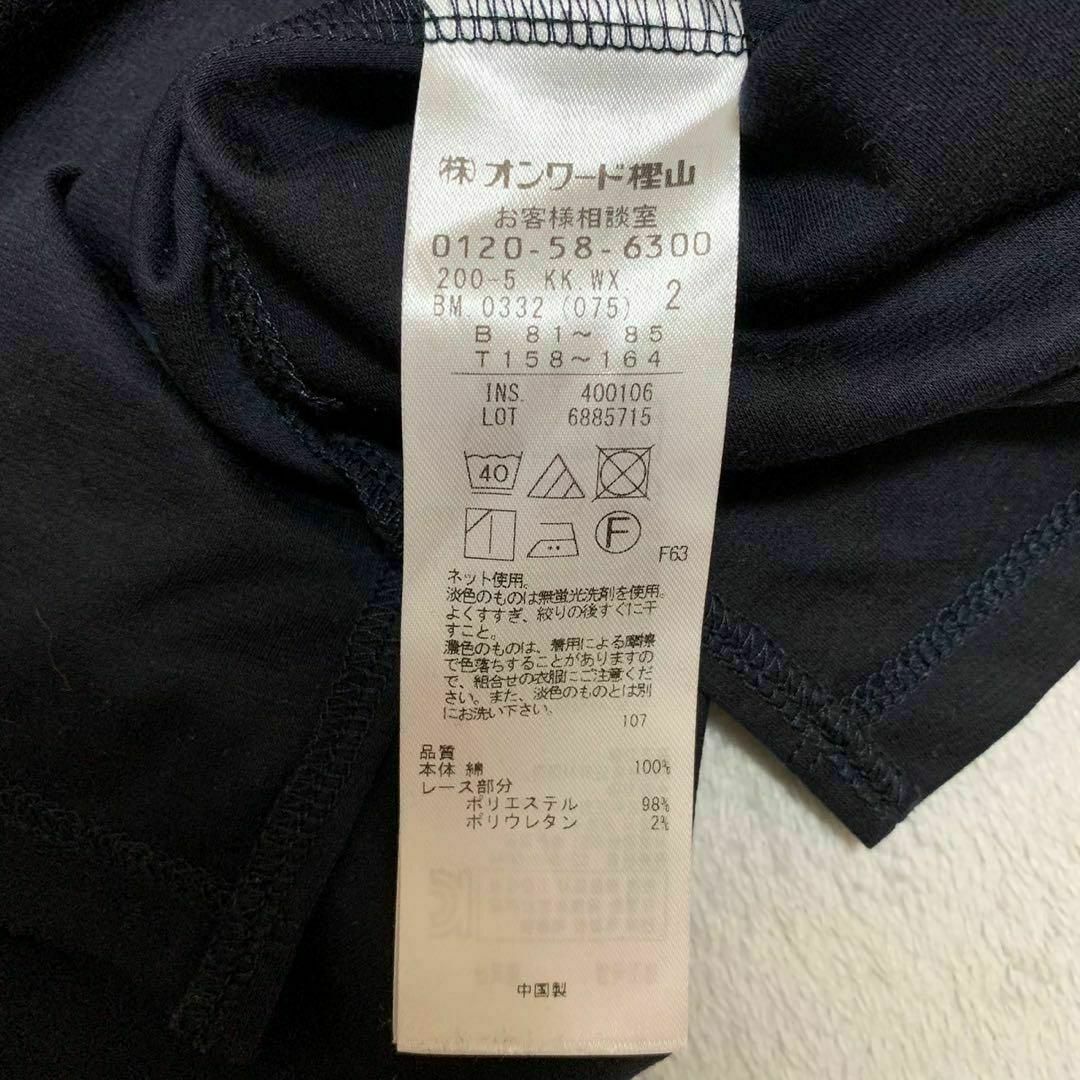 ㈱オンワード樫山
お客様相談室
0120-58-6300
200-5 KK.WX
BM 0332 (075) 2
B 81～ 85
T158～164
INS. 400106
LOT 6885715
40
F
F63
ネット使用。
淡色のものは無蛍光洗剤を使用。
よくすすぎ、絞りの後すぐに干
すこと。
濃色のものは、着用による摩擦
で色落ちすることがありますの
で、組合せの衣服にご注意くだ
さい。また、淡色のものとは別
にお洗い下さい。
107
品質
本体 綿 100%
レース部分
ポリエステル 98%
ポリウレタン 2%
中国製